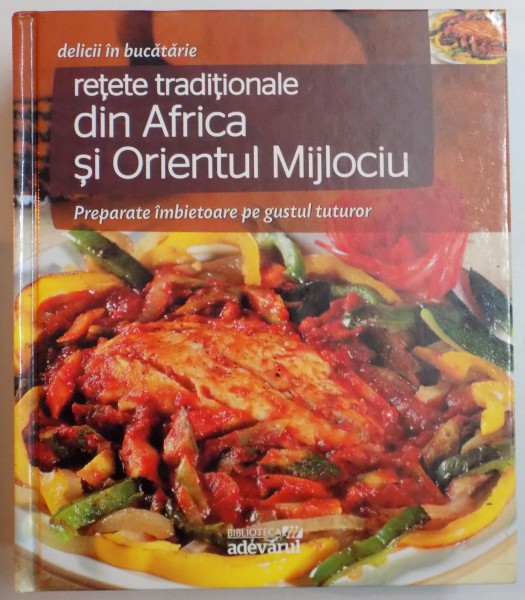 delicii în bucătărie
rețete tradiționale
din Africa
și Orientul Mijlociu
Preparate îmbietoare pe gustul tuturor
BIBLIOTECA
adevărul